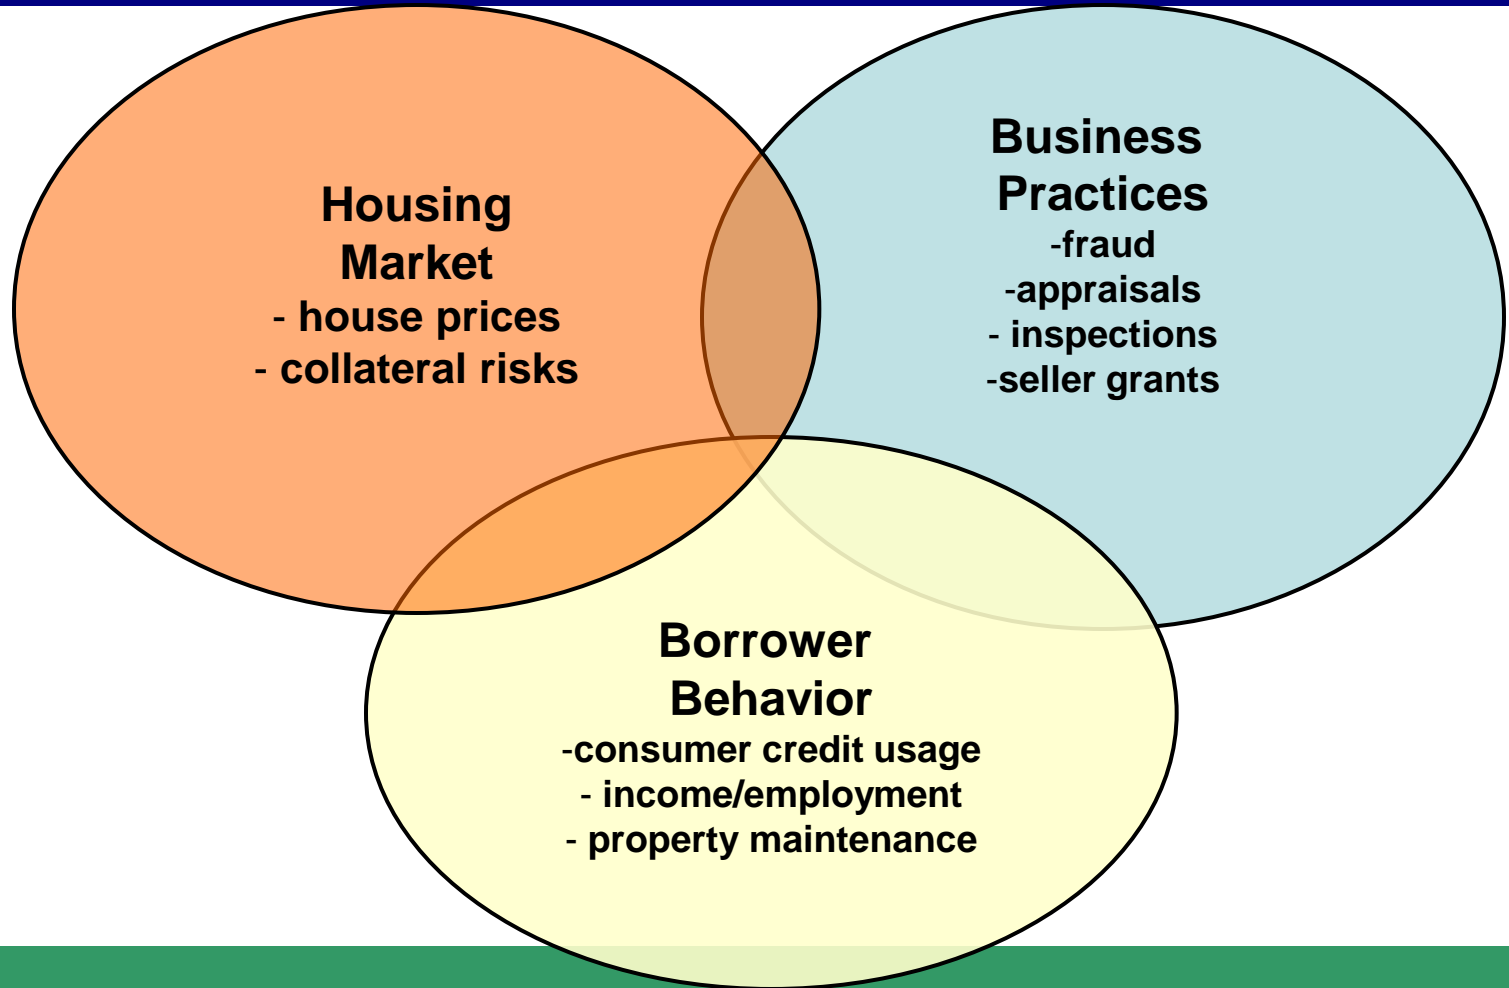 Housing
Market
- house prices
- collateral risks
Business
Practices
-fraud
-appraisals
- inspections
-seller grants
Borrower
Behavior
-consumer credit usage
- income/employment
- property maintenance